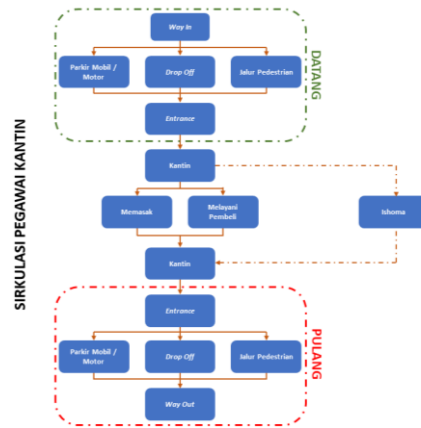 SIRKULASI PEGAWAI KANTIN
Way In
Parkir Mobil /
Motor
Drop Off
Jalur Pedestrian
DATANG
Entrance
Kantin
Memasak
Melayani
Pembeli
Ishoma
Kantin
Entrance
Parkir Mobil /
Motor
Drop Off
Jalur Pedestrian
PULANG
Way Out